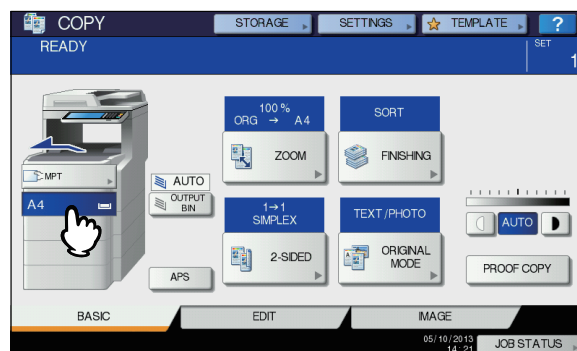 COPY
STORAGE
SETTINGS
TEMPLATE
?
READY
SET
1
100 %
ORG → A4
ZOOM
SORT
FINISHING
MPT
A4
AUTO
OUTPUT
BIN
1→1
SIMPLEX
2-SIDED
TEXT/PHOTO
ORIGINAL
MODE
AUTO
APS
PROOF COPY
BASIC
EDIT
IMAGE
05/10/2013
14:21
JOB STATUS